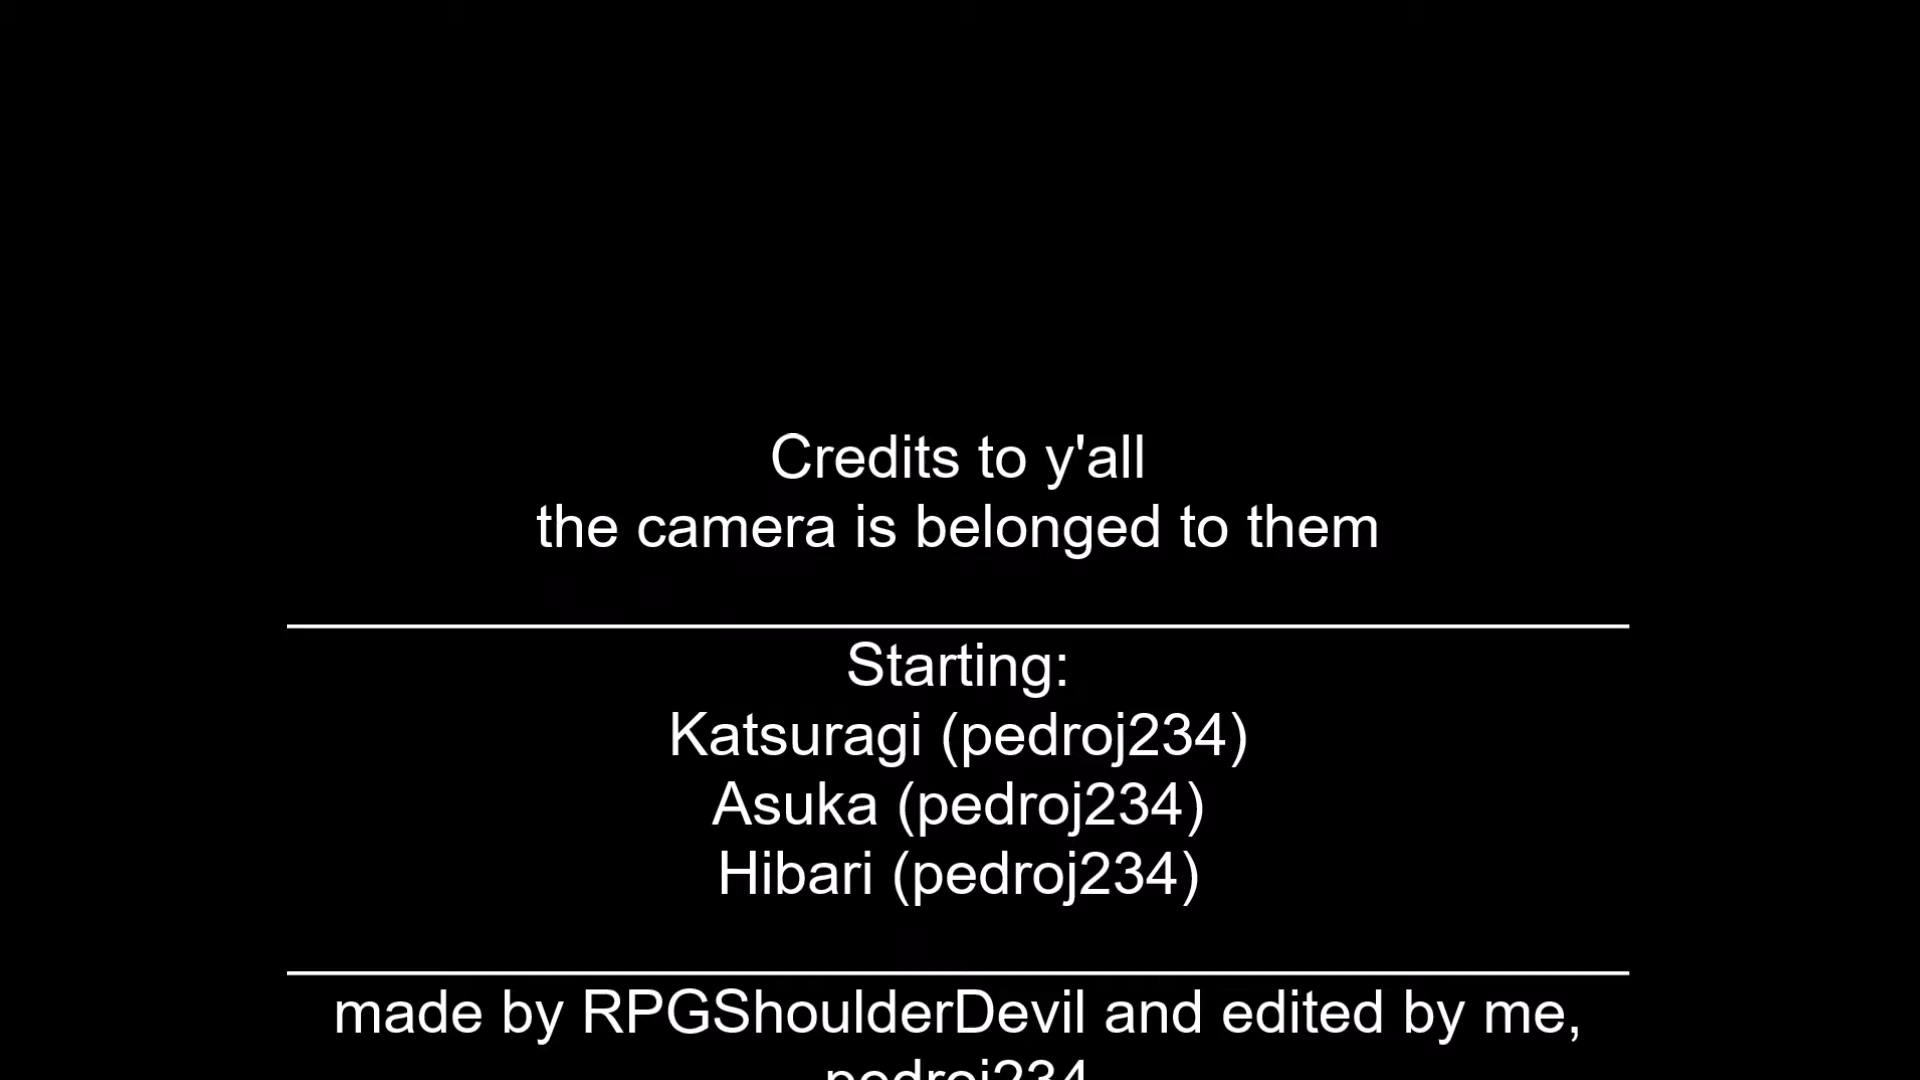 Credits to y'all
the camera is belonged to them
Starting:
Katsuragi (pedroj234)
Asuka (pedroj234)
Hibari (pedroj234)
made by RPGShoulderDevil and edited by me,
pedroj234